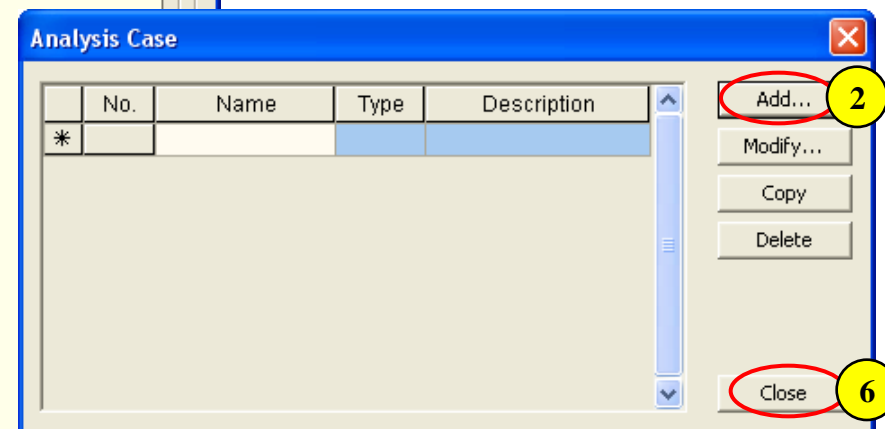 Analysis Case
No. Name Type Description
*
Add... 2
Modify...
Copy
Delete
Close 6